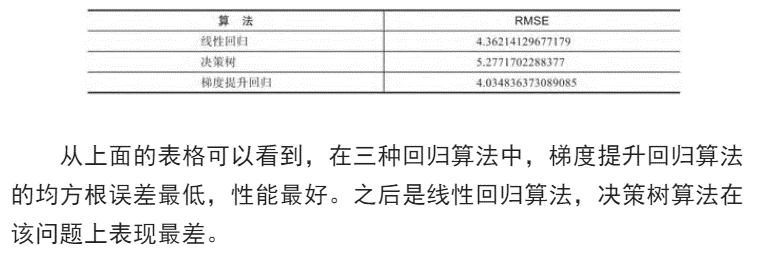 算 法 RMSE
线性回归 4.36214129677179
决策树 5.2771702288377
梯度提升回归 4.034836373089085
从上面的表格可以看到，在三种回归算法中，梯度提升回归算法
的均方根误差最低，性能最好。之后是线性回归算法，决策树算法在
该问题上表现最差。